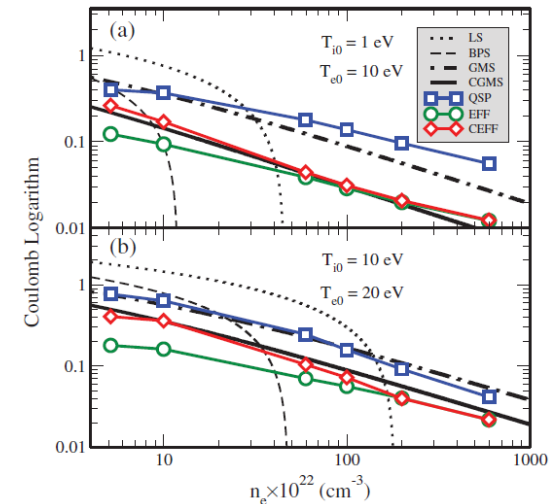 (a)
T_i0 = 1 eV
T_e0 = 10 eV
LS
BPS
GMS
CGMS
QSP
EFF
CEFF
1
0.1
0.01
(b)
T_i0 = 10 eV
T_e0 = 20 eV
1
0.1
0.01
Coulomb Logarithm
10
100
1000
n_e×10^22 (cm^-3)